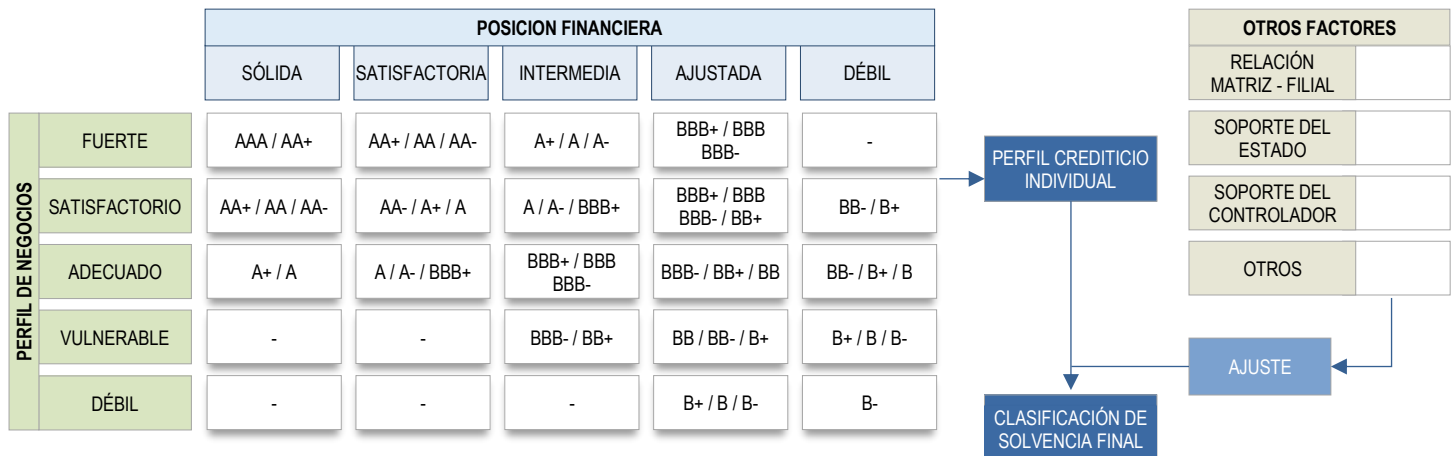 POSICION FINANCIERA
SÓLIDA
SATISFACTORIA
INTERMEDIA
AJUSTADA
DÉBIL
PERFIL DE NEGOCIOS
FUERTE
AAA / AA+
AA+ / AA / AA-
A+ / A / A-
BBB+ / BBB
BBB-
-
SATISFACTORIO
AA+ / AA / AA-
AA- / A+ / A
A / A- / BBB+
BBB+ / BBB
BBB- / BB+
BB- / B+
ADECUADO
A+ / A
A / A- / BBB+
BBB+ / BBB
BBB-
BBB- / BB+ / BB
BB- / B+ / B
VULNERABLE
-
-
BBB- / BB+
BB / BB- / B+
B+ / B / B-
DÉBIL
-
-
-
B+ / B / B-
B-
PERFIL CREDITICIO
INDIVIDUAL
CLASIFICACIÓN DE
SOLVENCIA FINAL
OTROS FACTORES
RELACIÓN
MATRIZ - FILIAL
SOPORTE DEL
ESTADO
SOPORTE DEL
CONTROLADOR
OTROS
AJUSTE